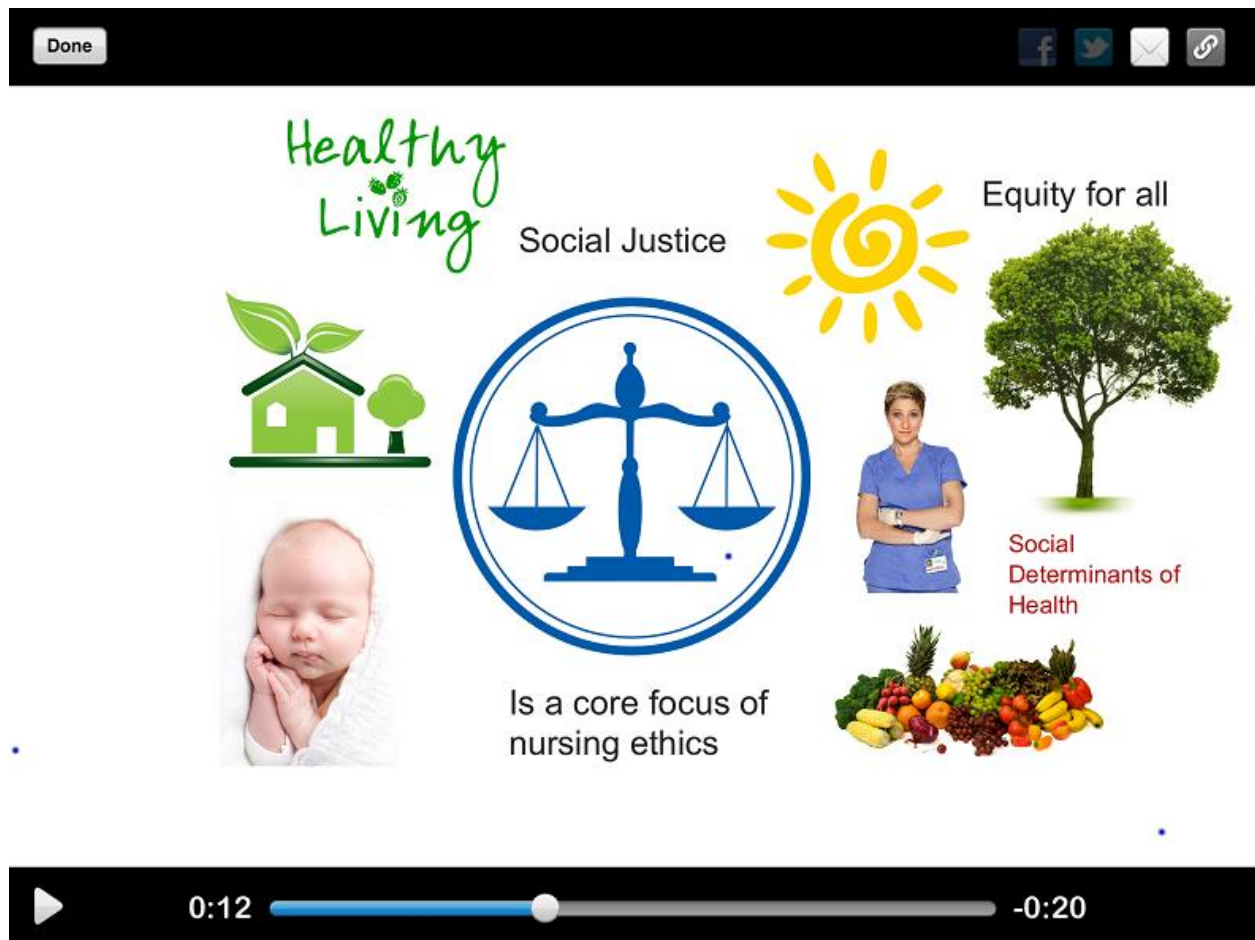 Done
Healthy
Living
Social Justice
Equity for all
Social
Determinants of
Health
Is a core focus of
nursing ethics
0:12
-0:20